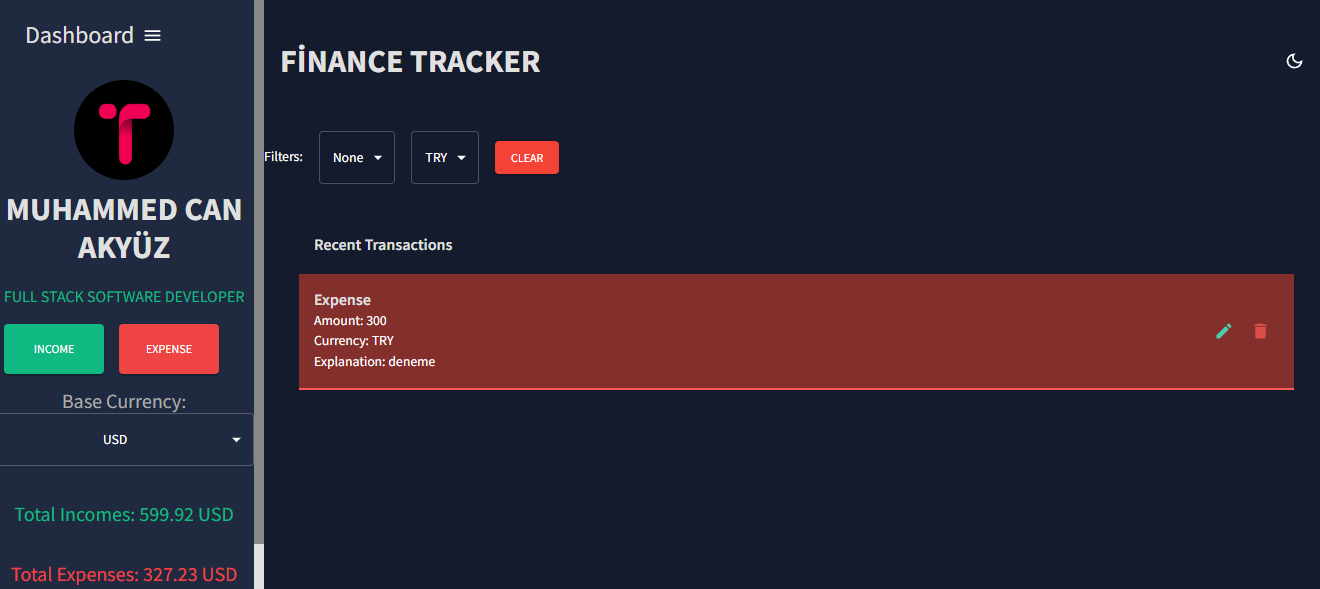 Dashboard
MUHAMMED CAN
AKYÜZ
FULL STACK SOFTWARE DEVELOPER
INCOME
EXPENSE
Base Currency:
USD
Total Incomes: 599.92 USD
Total Expenses: 327.23 USD
FİNANCE TRACKER
Filters:
None
TRY
CLEAR
Recent Transactions
Expense
Amount: 300
Currency: TRY
Explanation: deneme